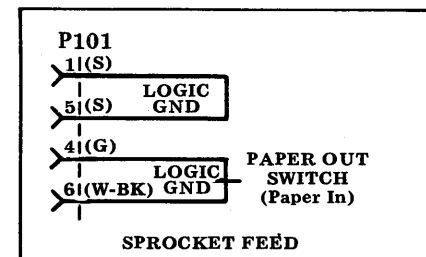 P101
1 (S)
LOGIC
5 (S) GND
4 (G)
LOGIC PAPER OUT
SWITCH
6 (W-BK) GND (Paper In)
SPROCKET FEED